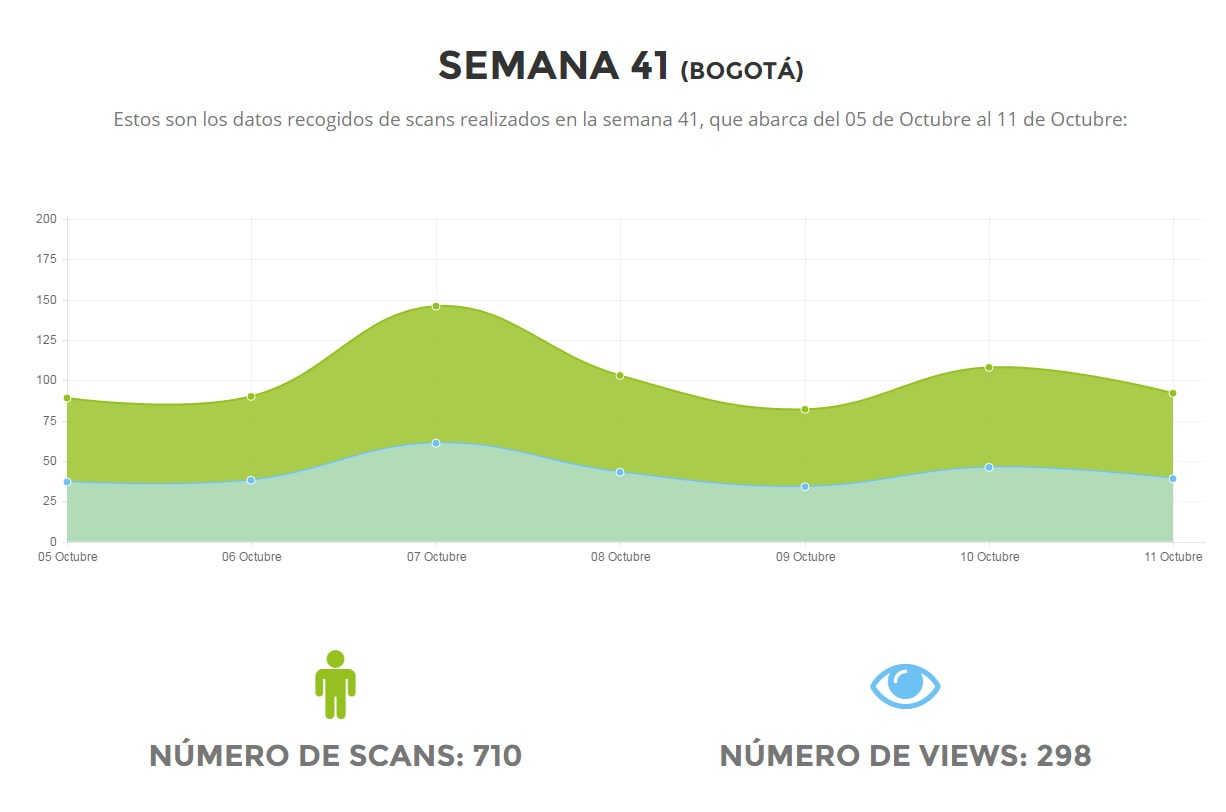 SEMANA 41 (BOGOTÁ)
Estos son los datos recogidos de scans realizados en la semana 41, que abarca del 05 de Octubre al 11 de Octubre:
200
175
150
125
100
75
50
25
0
05 Octubre 06 Octubre 07 Octubre 08 Octubre 09 Octubre 10 Octubre 11 Octubre
NÚMERO DE SCANS: 710 NÚMERO DE VIEWS: 298